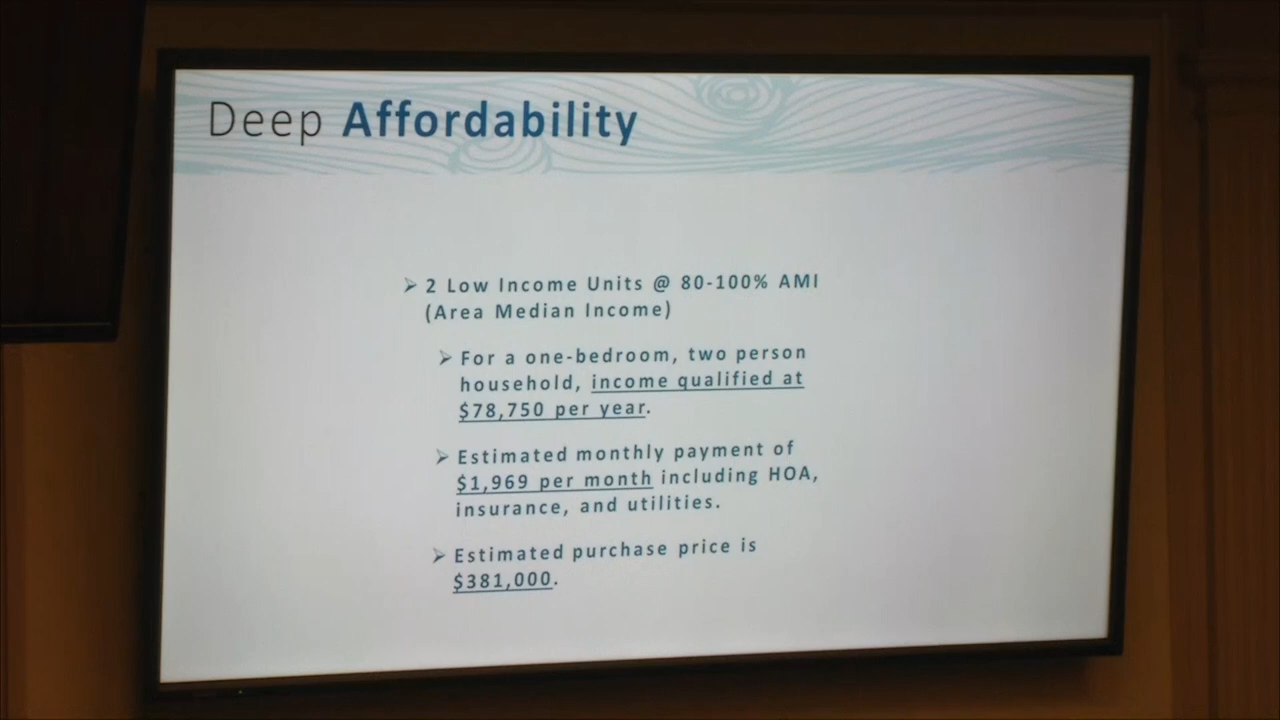 Deep Affordability
➢ 2 Low Income Units @ 80-100% AMI
(Area Median Income)
➢ For a one-bedroom, two person
household, income qualified at
$78,750 per year.
➢ Estimated monthly payment of
$1,969 per month including HOA,
insurance, and utilities.
➢ Estimated purchase price is
$381,000.